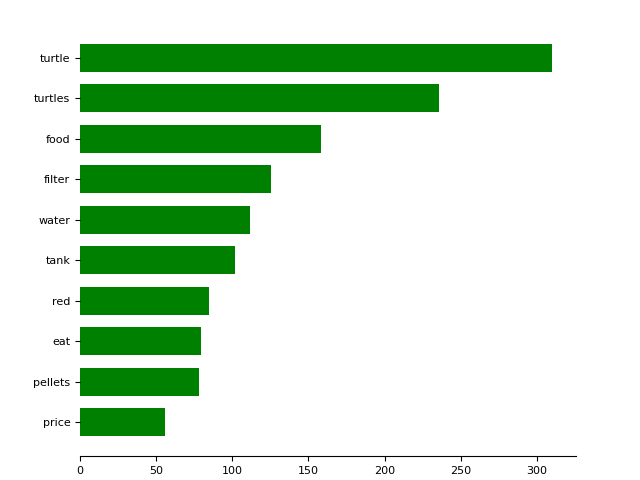 turtle
turtles
food
filter
water
tank
red
eat
pellets
price
0 50 100 150 200 250 300